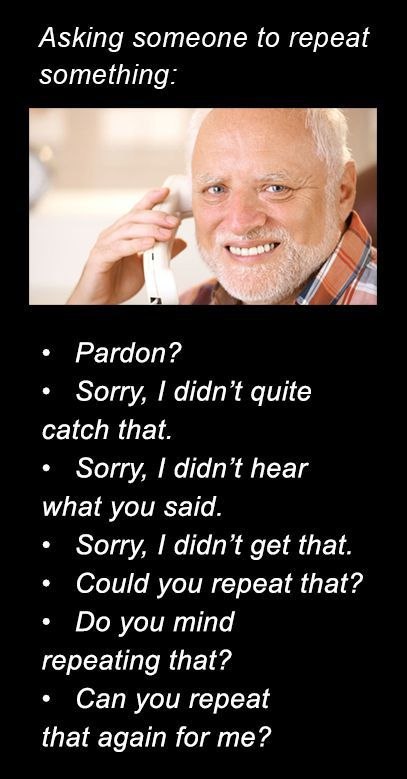 Asking someone to repeat
something:
• Pardon?
• Sorry, I didn't quite
catch that.
• Sorry, I didn't hear
what you said.
• Sorry, I didn't get that.
• Could you repeat that?
• Do you mind
repeating that?
• Can you repeat
that again for me?